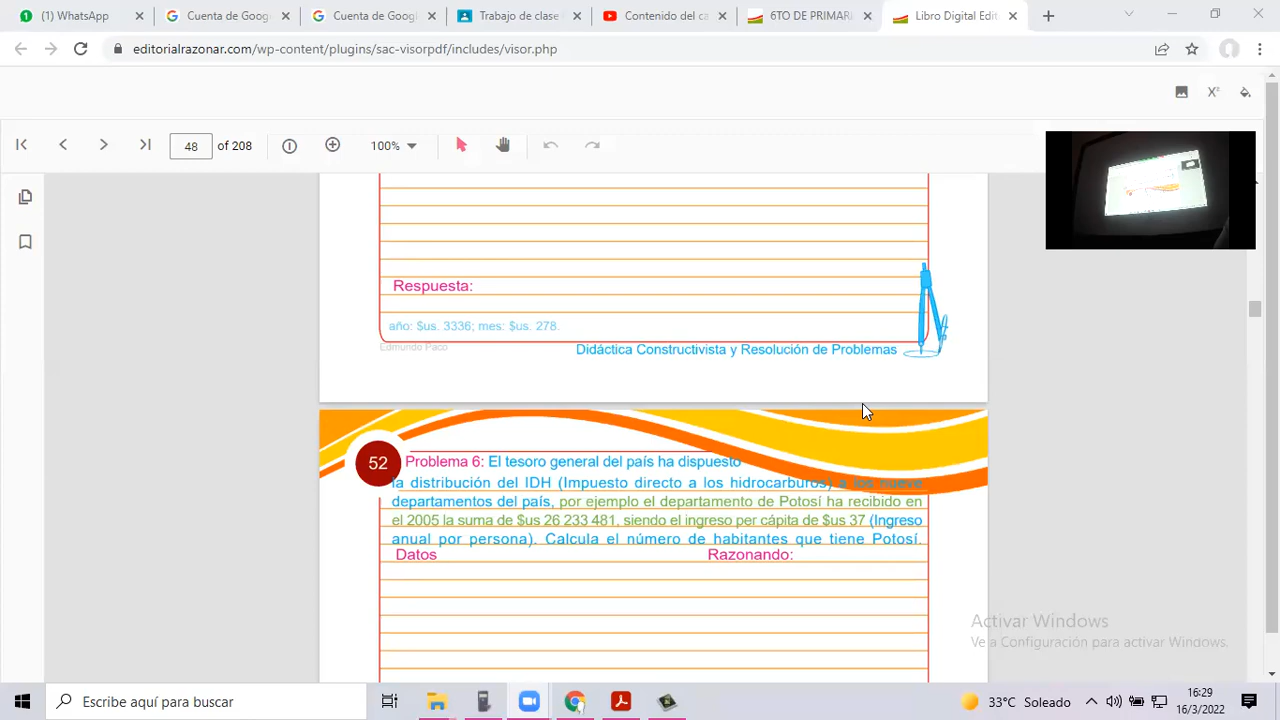 (1) WhatsApp
Cuenta de Goog
Cuenta de Googl
Trabajo de clase
Contenido del ca
6TO DE PRIMARI
Libro Digital Edit
editorialrazonar.com/wp-content/plugins/sac-visorpdf/includes/visor.php
X²
48 of 208
100%
Respuesta:
año: $us. 3336; mes: $us. 278.
Edmundo Paco
Didáctica Constructivista y Resolución de Problemas
52
Problema 6: El tesoro general del país ha dispuesto
la distribución del IDH (Impuesto directo a los hidrocarburos) a los nueve
departamentos del país, por ejemplo el departamento de Potosí ha recibido en
el 2005 la suma de $us 26 233 481, siendo el ingreso per cápita de $us 37 (Ingreso
anual por persona). Calcula el número de habitantes que tiene Potosí.
Datos Razonando:
Activar Windows
Ve a Configuración para activar Windows.
Escribe aquí para buscar
33°C Soleado
16:29
16/3/2022